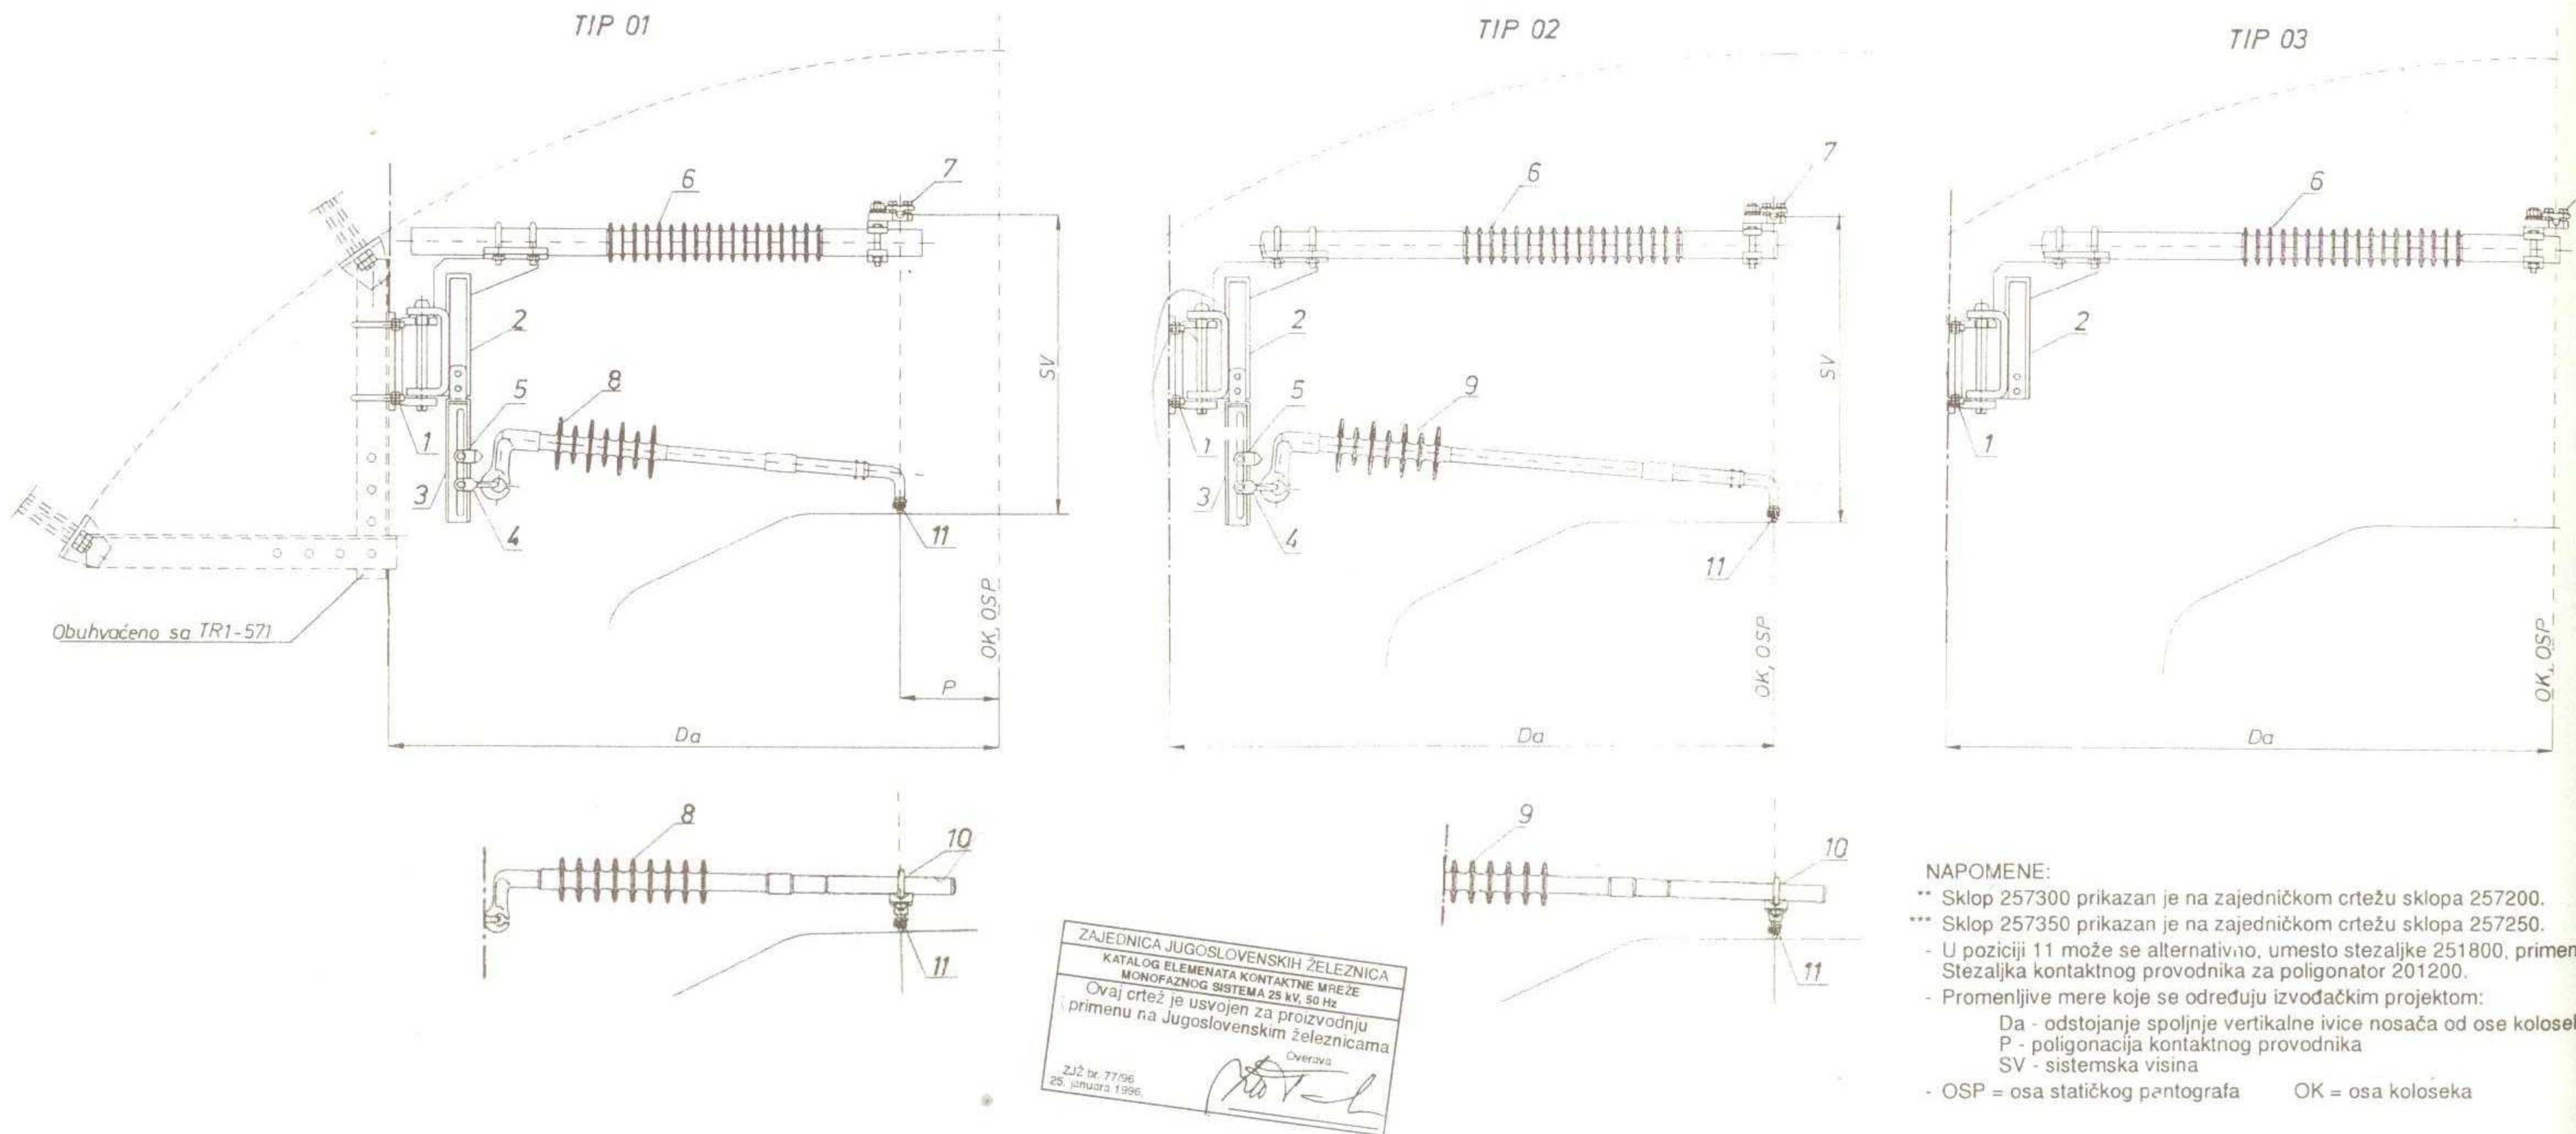 TIP 01
TIP 02
TIP 03
6
7
2
8
5
1
3
4
11
SV
OK, OSP
P
Da
Obuhvaćeno sa TR1-571
6
7
2
9
5
1
3
4
11
SV
OK, OSP
Da
6
2
1
OK, OSP
Da
8
10
11
9
10
11
ZAJEDNICA JUGOSLOVENSKIH ŽELEZNICA
KATALOG ELEMENATA KONTAKTNE MREŽE
MONOFAZNOG SISTEMA 25 kV, 50 Hz
Ovaj crtež je usvojen za proizvodnju
primenu na Jugoslovenskim železnicama
Overava
ZJŽ br. 77/96
25. januara 1996.
NAPOMENE:
** Sklop 257300 prikazan je na zajedničkom crtežu sklopa 257200.
*** Sklop 257350 prikazan je na zajedničkom crtežu sklopa 257250.
- U poziciji 11 može se alternativno, umesto stezaljke 251800, primen
Stezaljka kontaktnog provodnika za poligonator 201200.
- Promenljive mere koje se određuju izvođačkim projektom:
Da - odstojanje spoljnje vertikalne ivice nosača od ose kolosek
P - poligonacija kontaktnog provodnika
SV - sistemska visina
- OSP = osa statičkog pantografa OK = osa koloseka